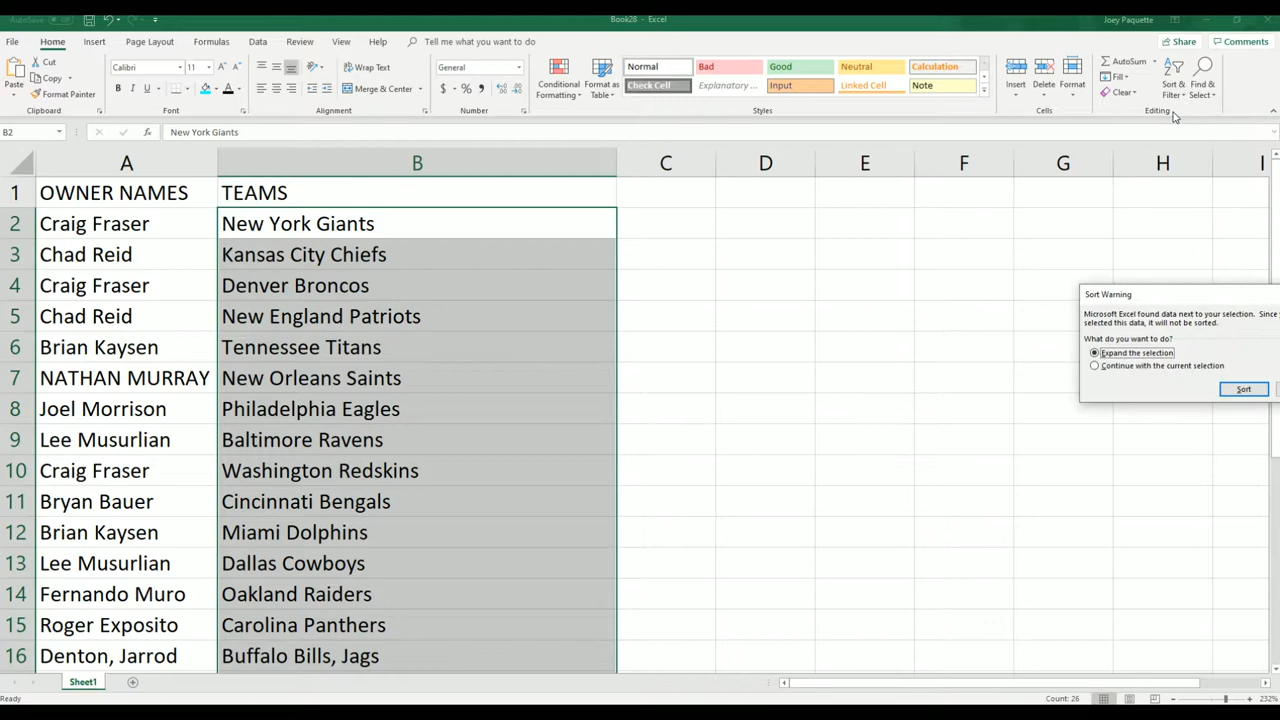 AutoSave Off Book28 - Excel Joey Paquette
File Home Insert Page Layout Formulas Data Review View Help Tell me what you want to do Share Comments
Paste Cut Copy Format Painter Clipboard
Calibri 11 B I U A Font
Wrap Text Merge & Center Alignment
General $ % , Number
Conditional Formatting Format as Table
Normal Bad Good Neutral Calculation
Check Cell Explanatory ... Input Linked Cell Note
Styles
Insert Delete Format Cells
AutoSum Fill Clear Sort & Filter Find & Select Editing
B2 fx New York Giants
A B C D E F G H I
1 OWNER NAMES TEAMS
2 Craig Fraser New York Giants
3 Chad Reid Kansas City Chiefs
4 Craig Fraser Denver Broncos
5 Chad Reid New England Patriots
6 Brian Kaysen Tennessee Titans
7 NATHAN MURRAY New Orleans Saints
8 Joel Morrison Philadelphia Eagles
9 Lee Musurlian Baltimore Ravens
10 Craig Fraser Washington Redskins
11 Bryan Bauer Cincinnati Bengals
12 Brian Kaysen Miami Dolphins
13 Lee Musurlian Dallas Cowboys
14 Fernando Muro Oakland Raiders
15 Roger Exposito Carolina Panthers
16 Denton, Jarrod Buffalo Bills, Jags
Sort Warning
Microsoft Excel found data next to your selection. Since
selected this data, it will not be sorted.
What do you want to do?
Expand the selection
Continue with the current selection
Sort
Sheet1
Ready Count: 26 232%